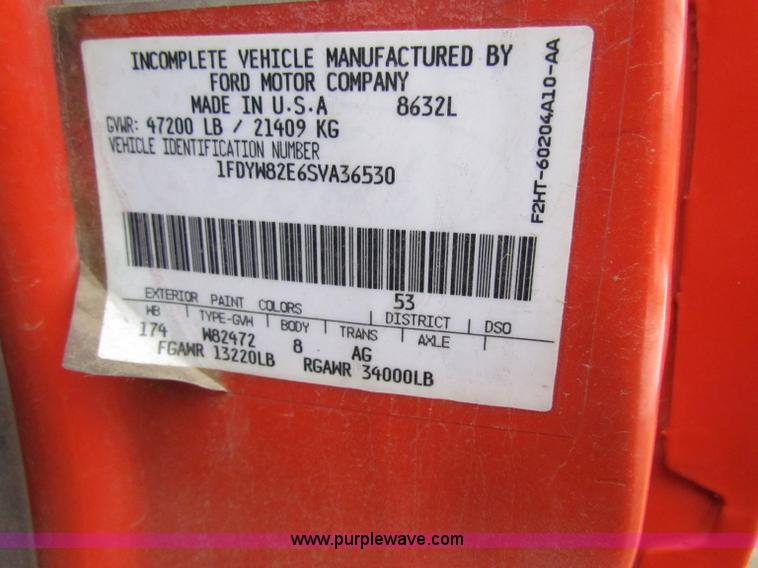 INCOMPLETE VEHICLE MANUFACTURED BY
FORD MOTOR COMPANY
MADE IN U.S.A 8632L
GVWR: 47200 LB / 21409 KG
VEHICLE IDENTIFICATION NUMBER
1FDYW82E6SVA36530
F2HT-60204A10-AA
EXTERIOR PAINT COLORS 53
WB | TYPE-GVW | BODY | TRANS | DISTRICT | AXLE | DSO
174 W82472 8 AG
FGAWR 13220LB RGAWR 34000LB
www.purplewave.com